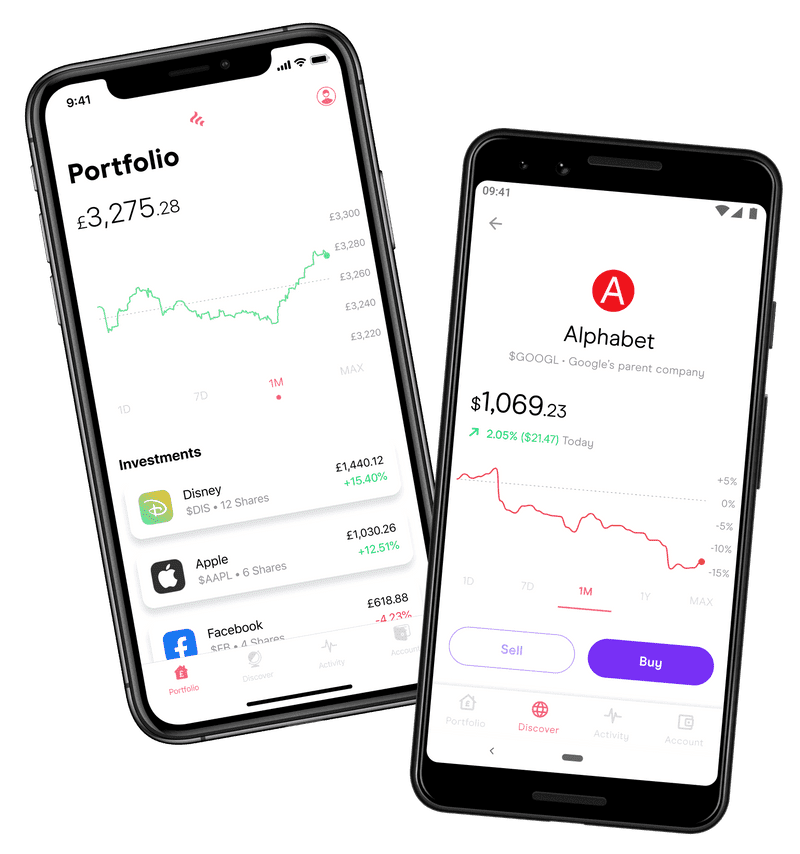 9:41
Portfolio
£3,275.28
£3,300
£3,280
£3,260
£3,240
£3,220
1D 7D 1M MAX
Investments
Disney £1,440.12
$DIS • 12 Shares +15.40%
Apple £1,030.26
$AAPL • 6 Shares +12.51%
Facebook £618.88
$FB • 4 Shares -4.23%
Portfolio Discover Activity Account
09:41
A
Alphabet
$GOOGL · Google's parent company
$1,069.23
2.05% ($21.47) Today
+5%
0%
-5%
-10%
-15%
1D 7D 1M 1Y MAX
Sell Buy
Portfolio Discover Activity Account